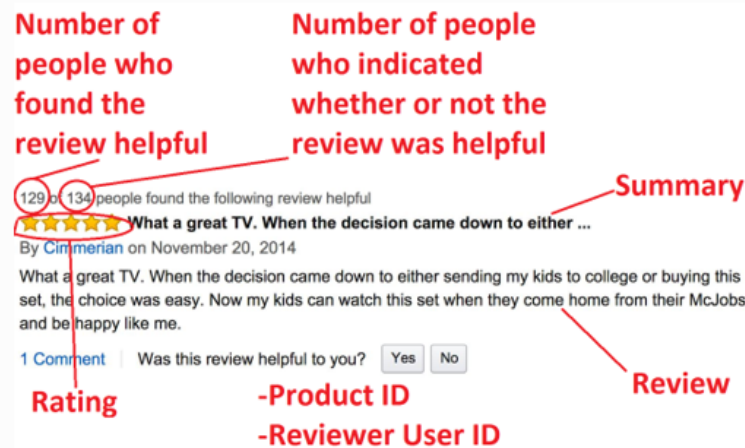 Number of people who found the review helpful
Number of people who indicated whether or not the review was helpful
129 of 134 people found the following review helpful
Summary
What a great TV. When the decision came down to either ...
By Cimmerian on November 20, 2014
What a great TV. When the decision came down to either sending my kids to college or buying this
set, the choice was easy. Now my kids can watch this set when they come home from their McJobs
and be happy like me.
1 Comment Was this review helpful to you? Yes No
Rating
-Product ID
-Reviewer User ID
Review